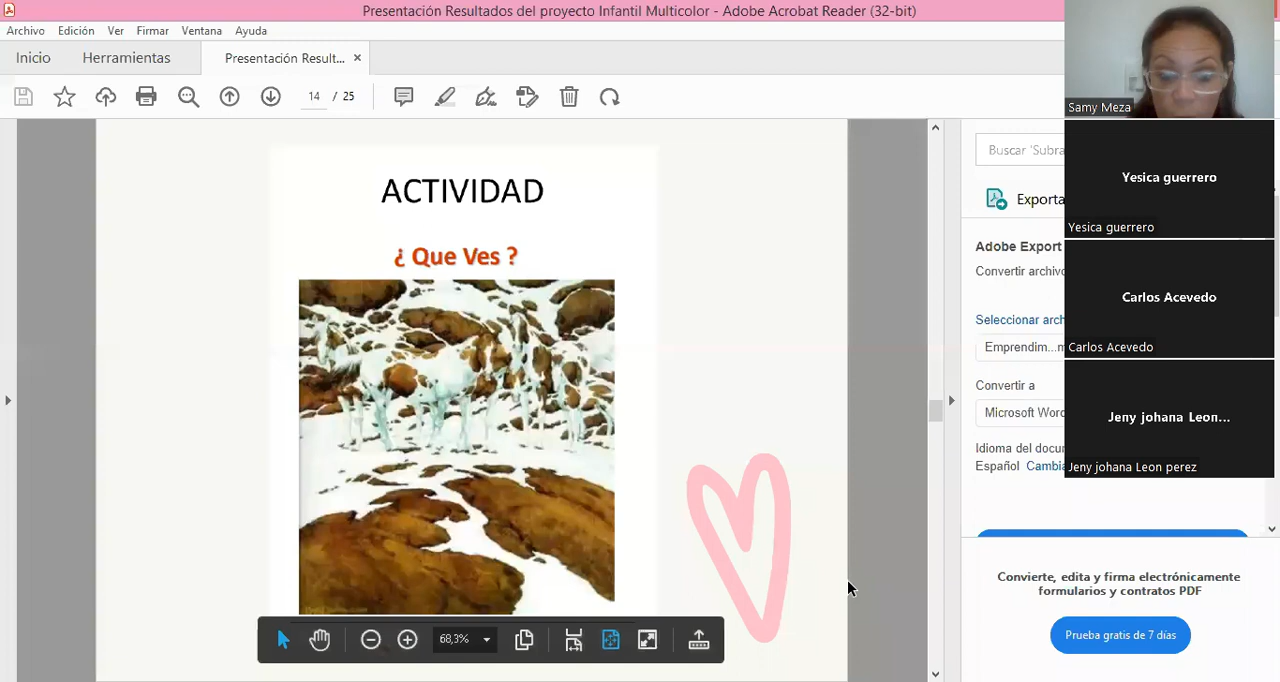 Presentación Resultados del proyecto Infantil Multicolor - Adobe Acrobat Reader (32-bit)
Archivo Edición Ver Firmar Ventana Ayuda
Inicio Herramientas Presentación Result... ×
14 / 25
ACTIVIDAD
¿ Que Ves ?
68,3%
Buscar 'Subra
Exporta
Adobe Export
Convertir archivo
Seleccionar arch
Emprendim...m
Convertir a
Microsoft Word
Idioma del docum
Español Cambia
Convierte, edita y firma electrónicamente
formularios y contratos PDF
Prueba gratis de 7 días
Samy Meza
Yesica guerrero
Yesica guerrero
Carlos Acevedo
Carlos Acevedo
Jeny johana Leon...
Jeny johana Leon perez